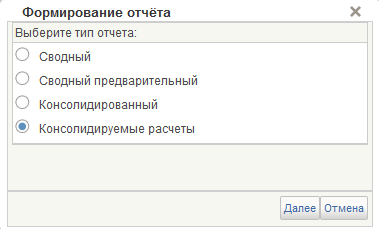 Формирование отчёта
Выберите тип отчета:
Сводный
Сводный предварительный
Консолидированный
Консолидируемые расчеты
Далее Отмена